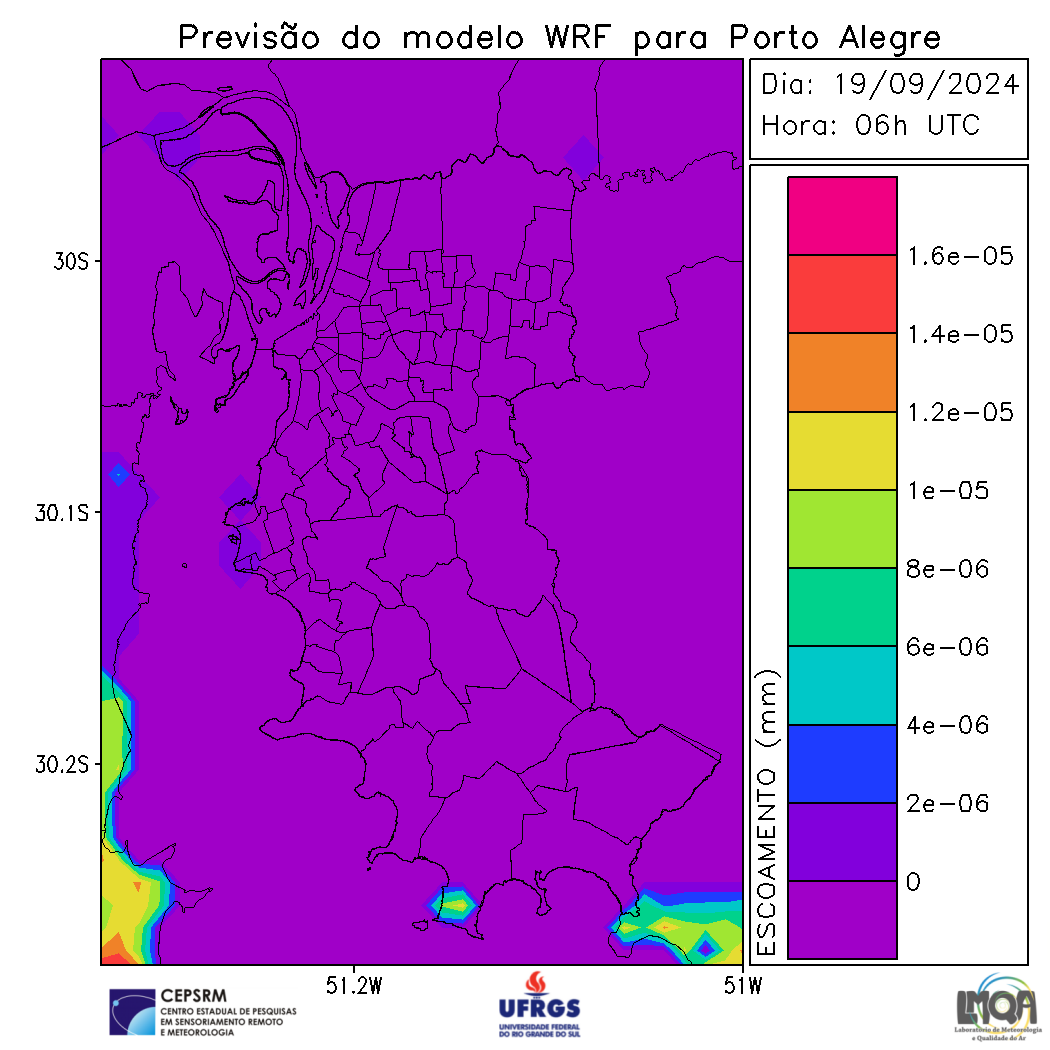 Previsão do modelo WRF para Porto Alegre
Dia: 19/09/2024
Hora: 06h UTC
1.6e-05
1.4e-05
1.2e-05
1e-05
8e-06
6e-06
4e-06
2e-06
0
ESCOAMENTO (mm)
30S
30.1S
30.2S
51.2W
51W
CEPSRM
CENTRO ESTADUAL DE PESQUISAS
EM SENSORIAMENTO REMOTO
E METEOROLOGIA
UFRGS
UNIVERSIDADE FEDERAL
DO RIO GRANDE DO SUL
LMQA
Laboratório de Meteorologia
e Qualidade do Ar